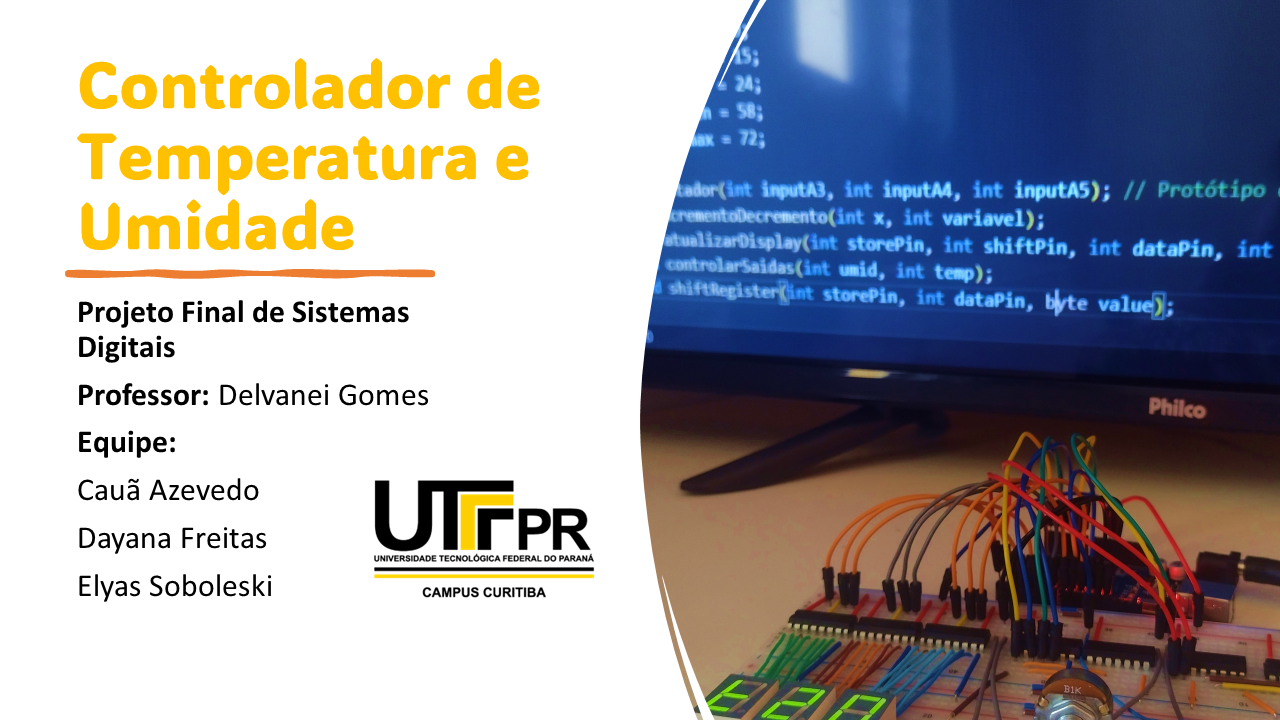 Controlador de
Temperatura e
Umidade
Projeto Final de Sistemas
Digitais
Professor: Delvanei Gomes
Equipe:
Cauã Azevedo
Dayana Freitas
Elyas Soboleski
UTFPR
UNIVERSIDADE TECNOLÓGICA FEDERAL DO PARANÁ
CAMPUS CURITIBA
15;
= 24;
= 58;
= 72;
(int inputA3, int inputA4, int inputA5); // Protótipo
crementoDecremento(int x, int variavel);
atualizarDisplay(int storePin, int shiftPin, int dataPin, int
controlarSaidas(int umid, int temp);
shiftRegister(int storePin, int dataPin, byte value);
Philco
B1K